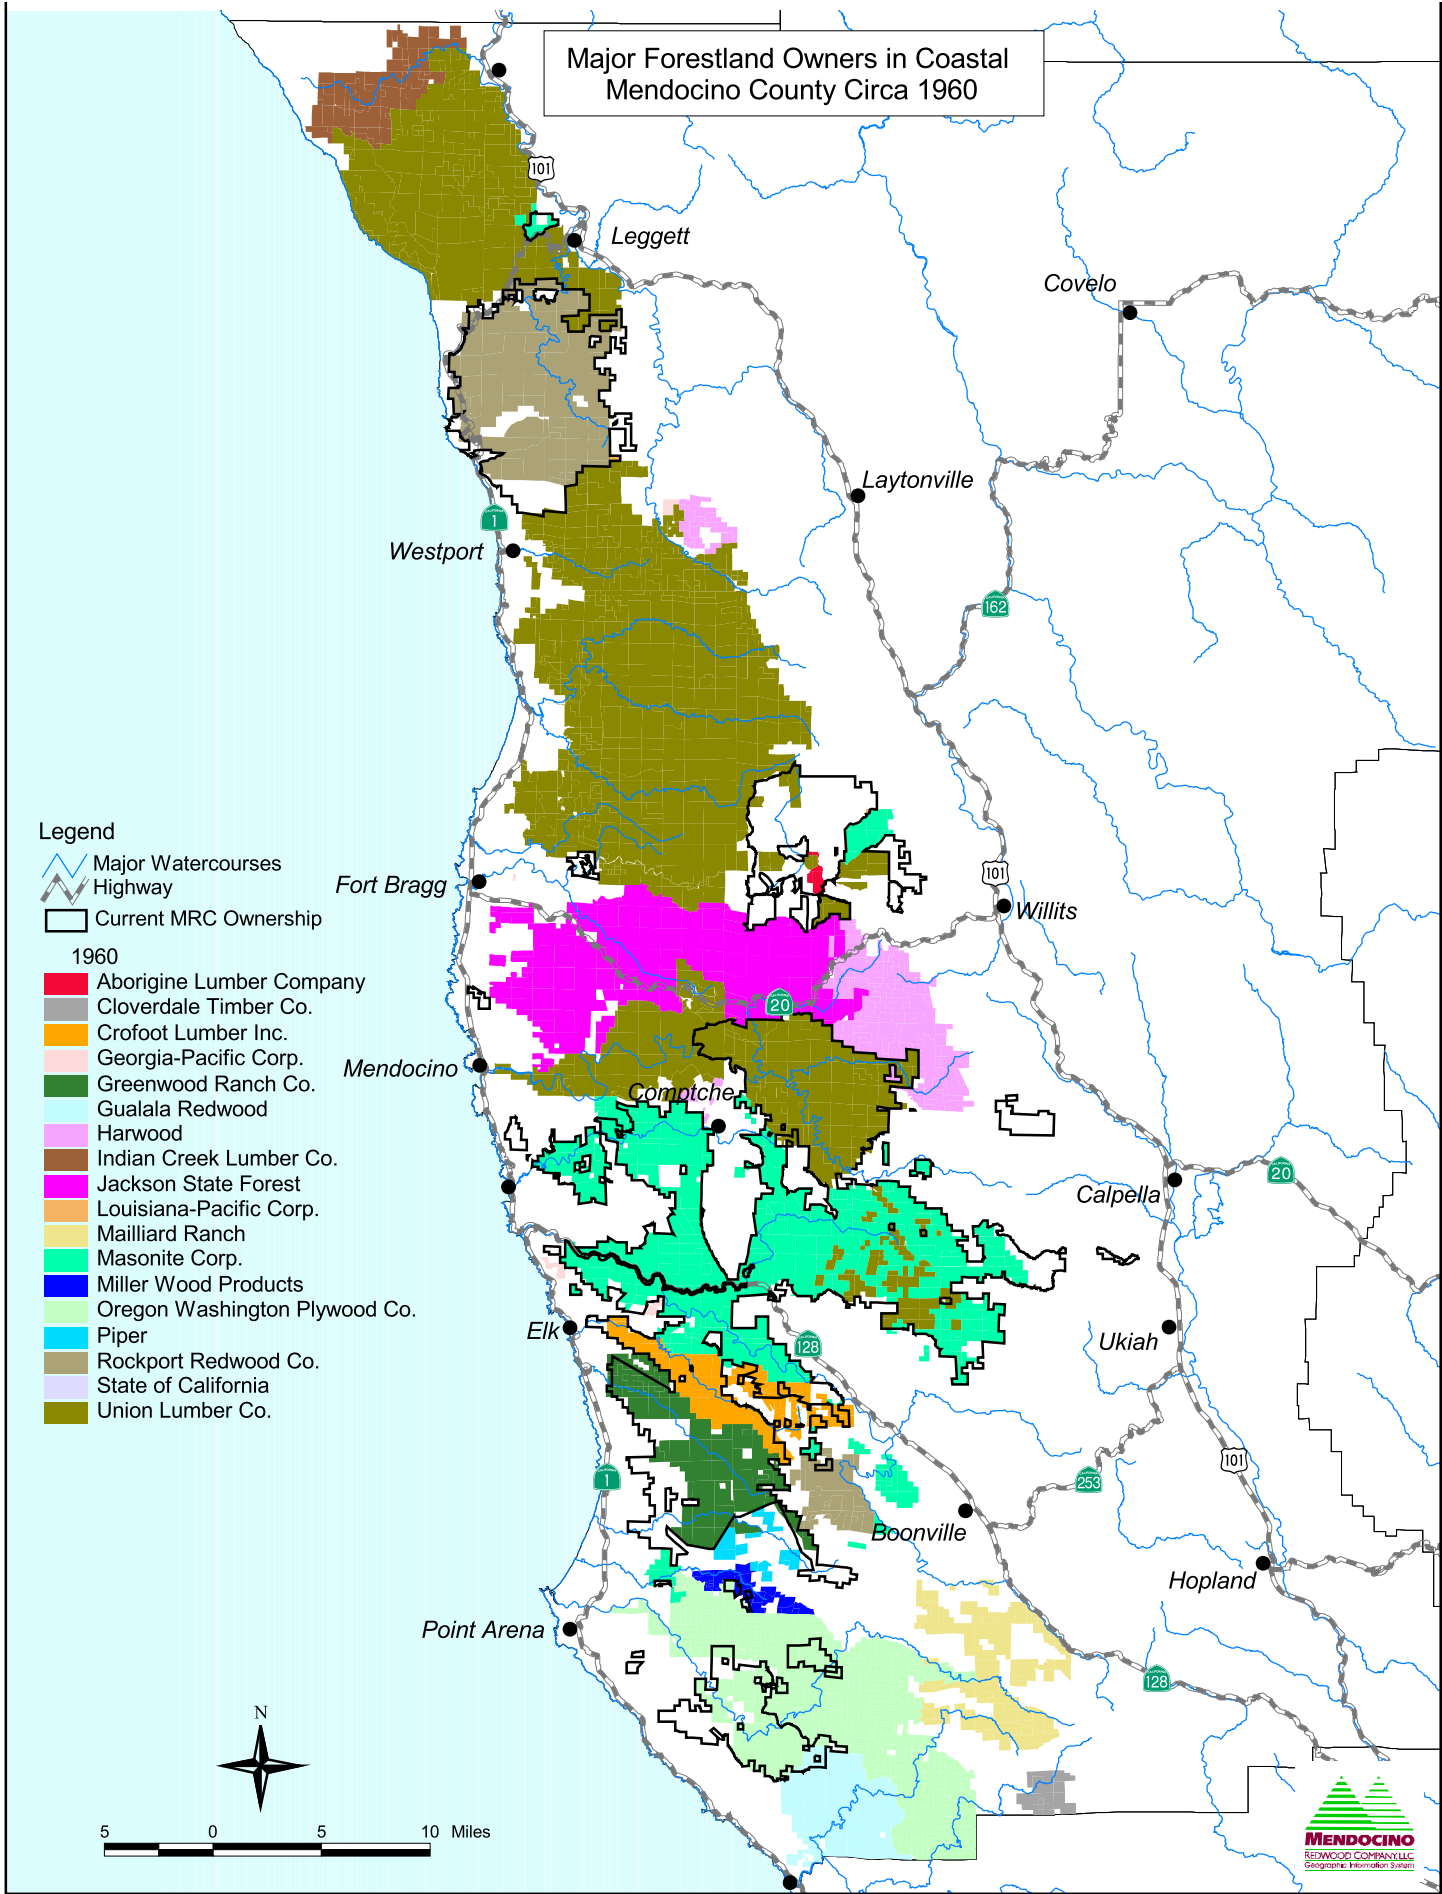 Major Forestland Owners in Coastal
Mendocino County Circa 1960
101
Leggett
Covelo
Laytonville
1
Westport
162
Legend
Major Watercourses
Highway
Current MRC Ownership
Fort Bragg
101
Willits
1960
Aborigine Lumber Company
Cloverdale Timber Co.
Crofoot Lumber Inc.
Georgia-Pacific Corp.
Greenwood Ranch Co.
Gualala Redwood
Harwood
Indian Creek Lumber Co.
Jackson State Forest
Louisiana-Pacific Corp.
Mailliard Ranch
Masonite Corp.
Miller Wood Products
Oregon Washington Plywood Co.
Piper
Rockport Redwood Co.
State of California
Union Lumber Co.
20
Mendocino
Comptche
Calpella
20
Elk
128
Ukiah
1
253
101
Boonville
Hopland
Point Arena
128
N
5 0 5 10 Miles
MENDOCINO
REDWOOD COMPANY, LLC
Geographic Information System